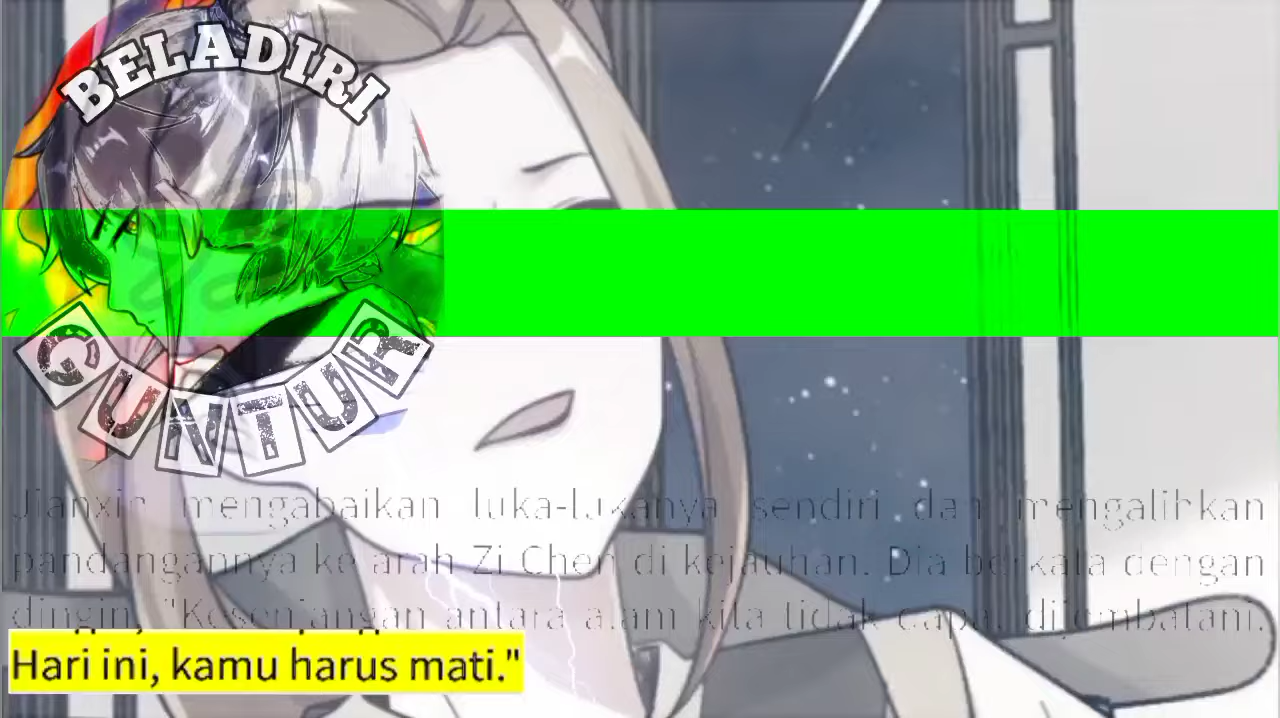 BELADIRI
GUNTUR
Jianxin mengabaikan luka-lukanya sendiri dan mengalihkan
pandangannya ke arah Zi Chen di kejauhan. Dia berkata dengan
dingin, "Kesenjangan antara alam kita tidak dapat dijembatani.
Hari ini, kamu harus mati."